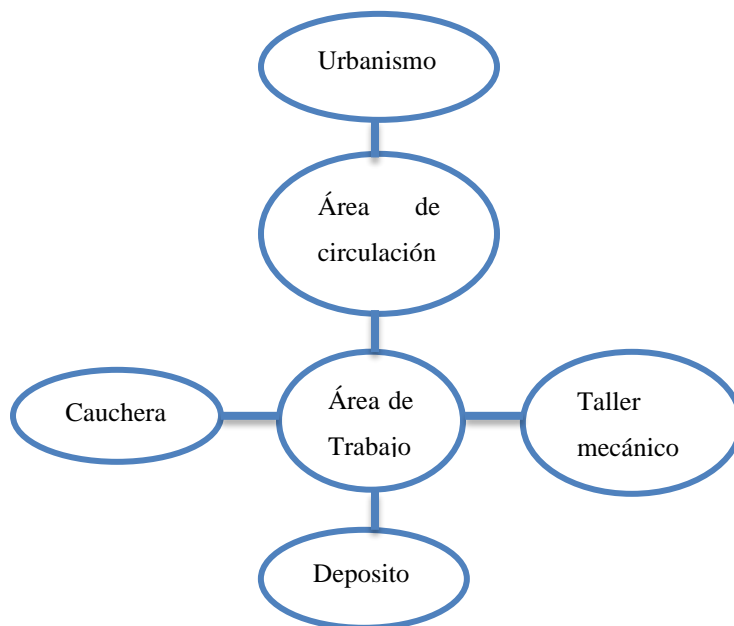 Urbanismo
Área de
circulación
Cauchera
Área de
Trabajo
Taller
mecánico
Deposito